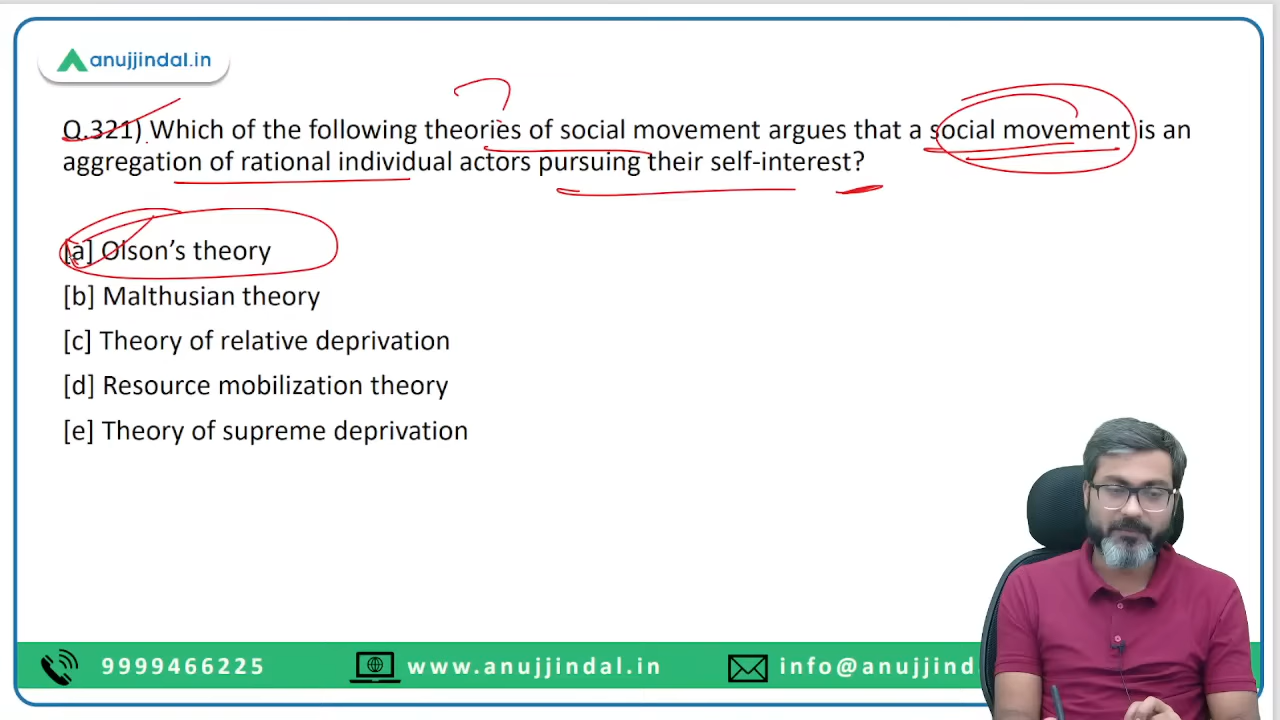 anujjindal.in
Q.321) Which of the following theories of social movement argues that a social movement is an
aggregation of rational individual actors pursuing their self-interest?
[a] Olson’s theory
[b] Malthusian theory
[c] Theory of relative deprivation
[d] Resource mobilization theory
[e] Theory of supreme deprivation
9999466225 www.anujjindal.in info@anujjind